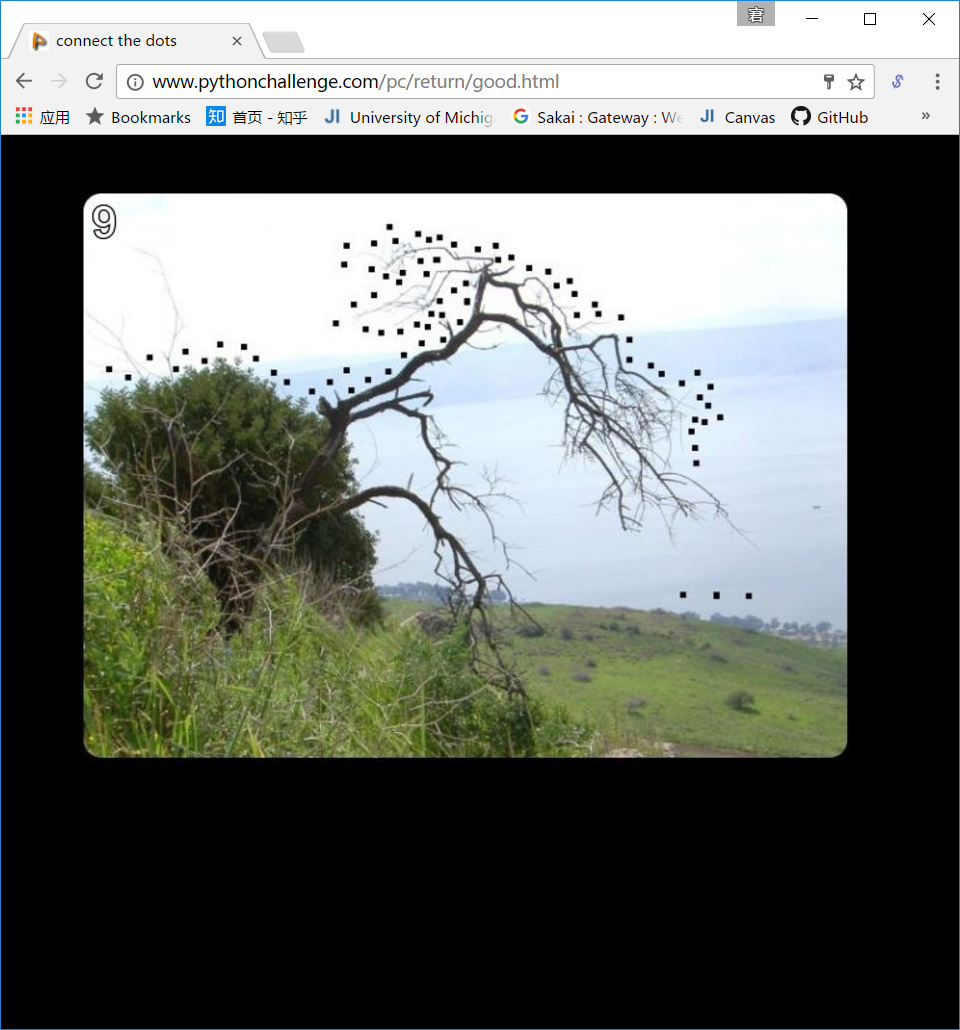 connect the dots
www.pythonchallenge.com/pc/return/good.html
应用 Bookmarks 知 首页 - 知乎 JI University of Michig G Sakai : Gateway : We JI Canvas GitHub »
9